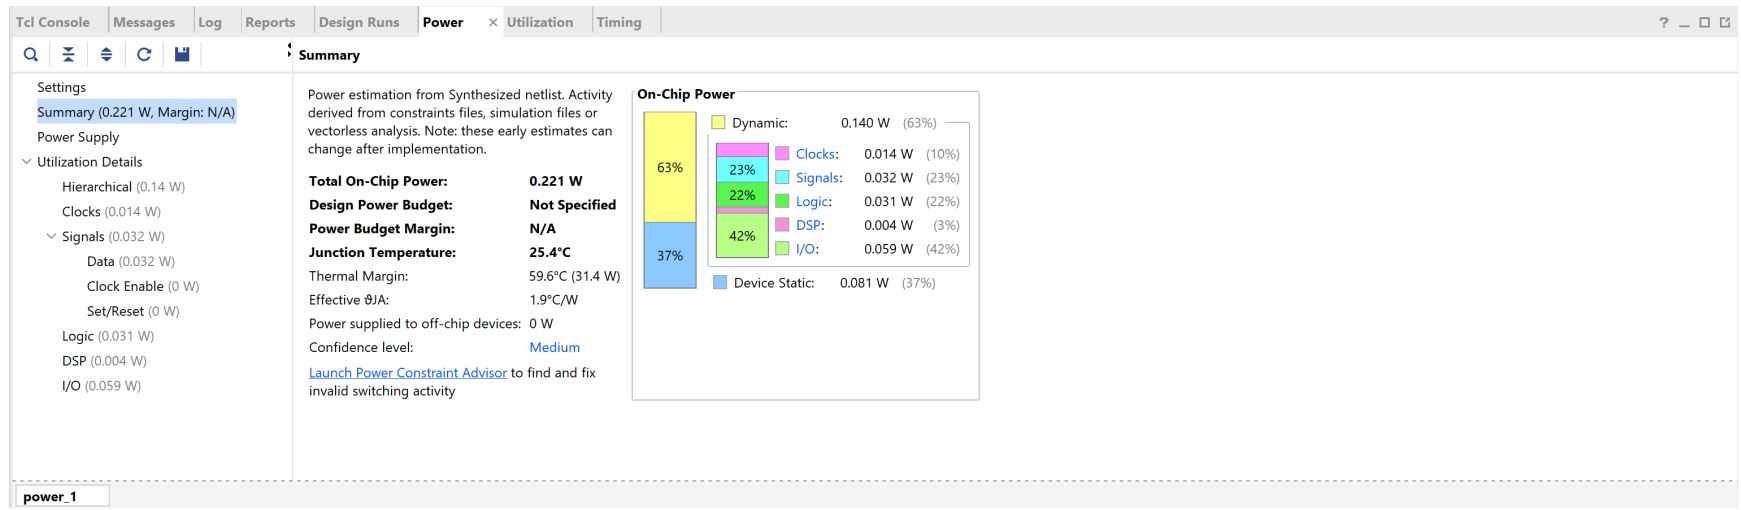 Tcl Console Messages Log Reports Design Runs Power × Utilization Timing ?
Summary
Settings
Summary (0.221 W, Margin: N/A)
Power Supply
Utilization Details
Hierarchical (0.14 W)
Clocks (0.014 W)
Signals (0.032 W)
Data (0.032 W)
Clock Enable (0 W)
Set/Reset (0 W)
Logic (0.031 W)
DSP (0.004 W)
I/O (0.059 W)
Power estimation from Synthesized netlist. Activity
derived from constraints files, simulation files or
vectorless analysis. Note: these early estimates can
change after implementation.
Total On-Chip Power: 0.221 W
Design Power Budget: Not Specified
Power Budget Margin: N/A
Junction Temperature: 25.4°C
Thermal Margin: 59.6°C (31.4 W)
Effective ϑJA: 1.9°C/W
Power supplied to off-chip devices: 0 W
Confidence level: Medium
Launch Power Constraint Advisor to find and fix
invalid switching activity
On-Chip Power
63%
37%
Dynamic: 0.140 W (63%)
23%
22%
42%
Clocks: 0.014 W (10%)
Signals: 0.032 W (23%)
Logic: 0.031 W (22%)
DSP: 0.004 W (3%)
I/O: 0.059 W (42%)
Device Static: 0.081 W (37%)
power_1